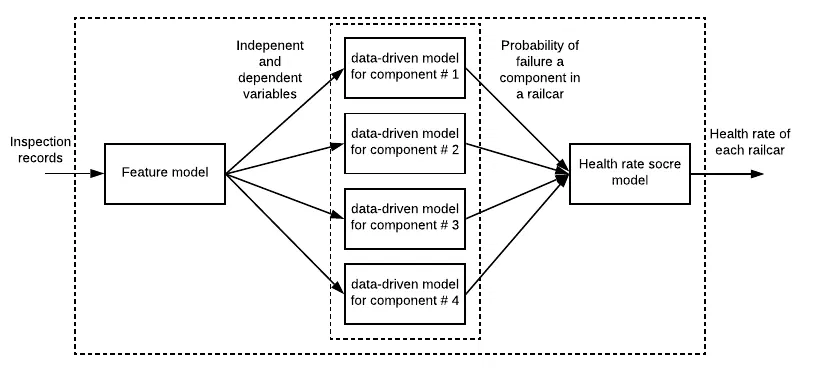 Inspection
records
Feature model
Indepenent
and
dependent
variables
data-driven model
for component # 1
data-driven model
for component # 2
data-driven model
for component # 3
data-driven model
for component # 4
Probability of
failure a
component in
a railcar
Health rate socre
model
Health rate of
each railcar